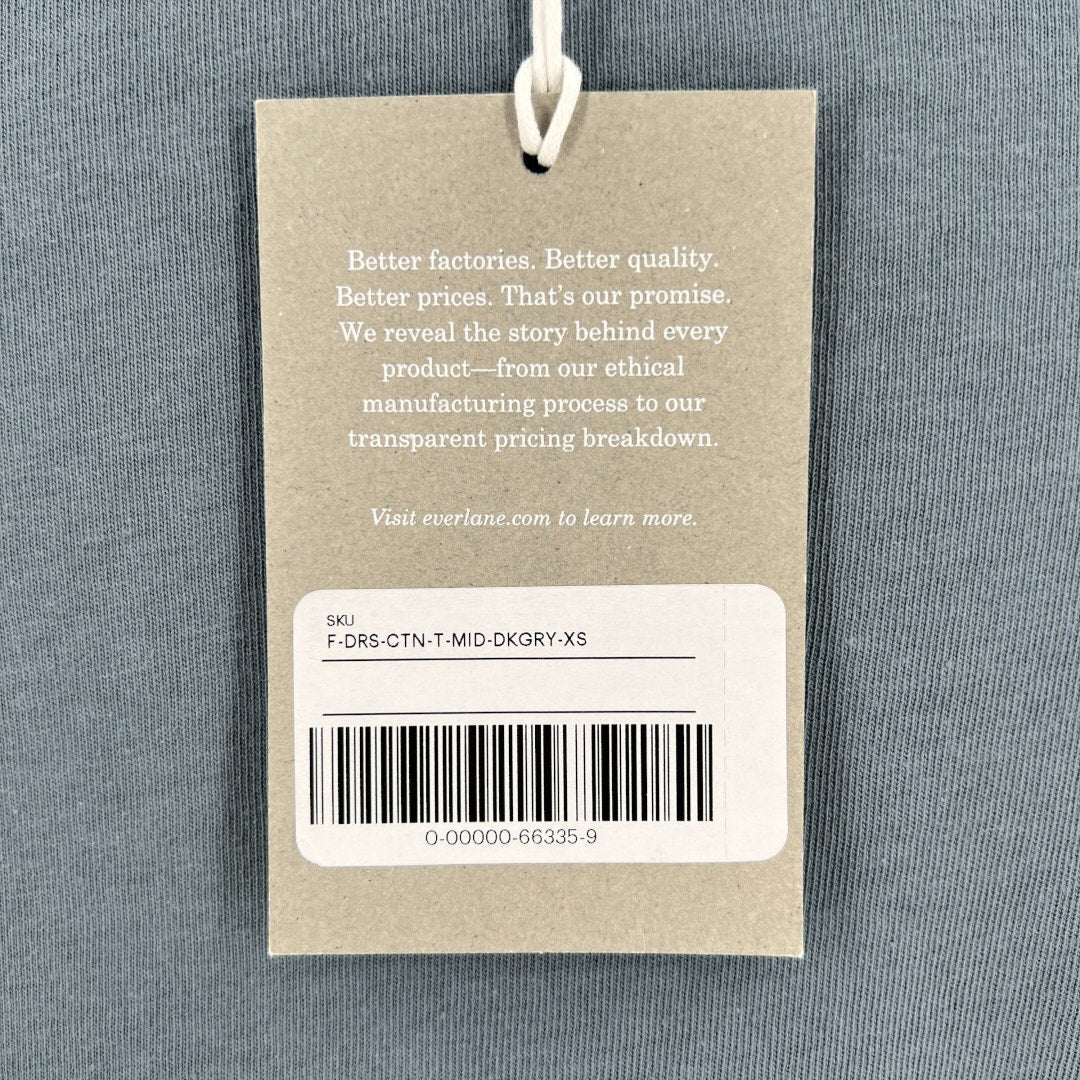 Better factories. Better quality.
Better prices. That's our promise.
We reveal the story behind every
product—from our ethical
manufacturing process to our
transparent pricing breakdown.
Visit everlane.com to learn more.
SKU
F-DRS-CTN-T-MID-DKGRY-XS
0-00000-66335-9